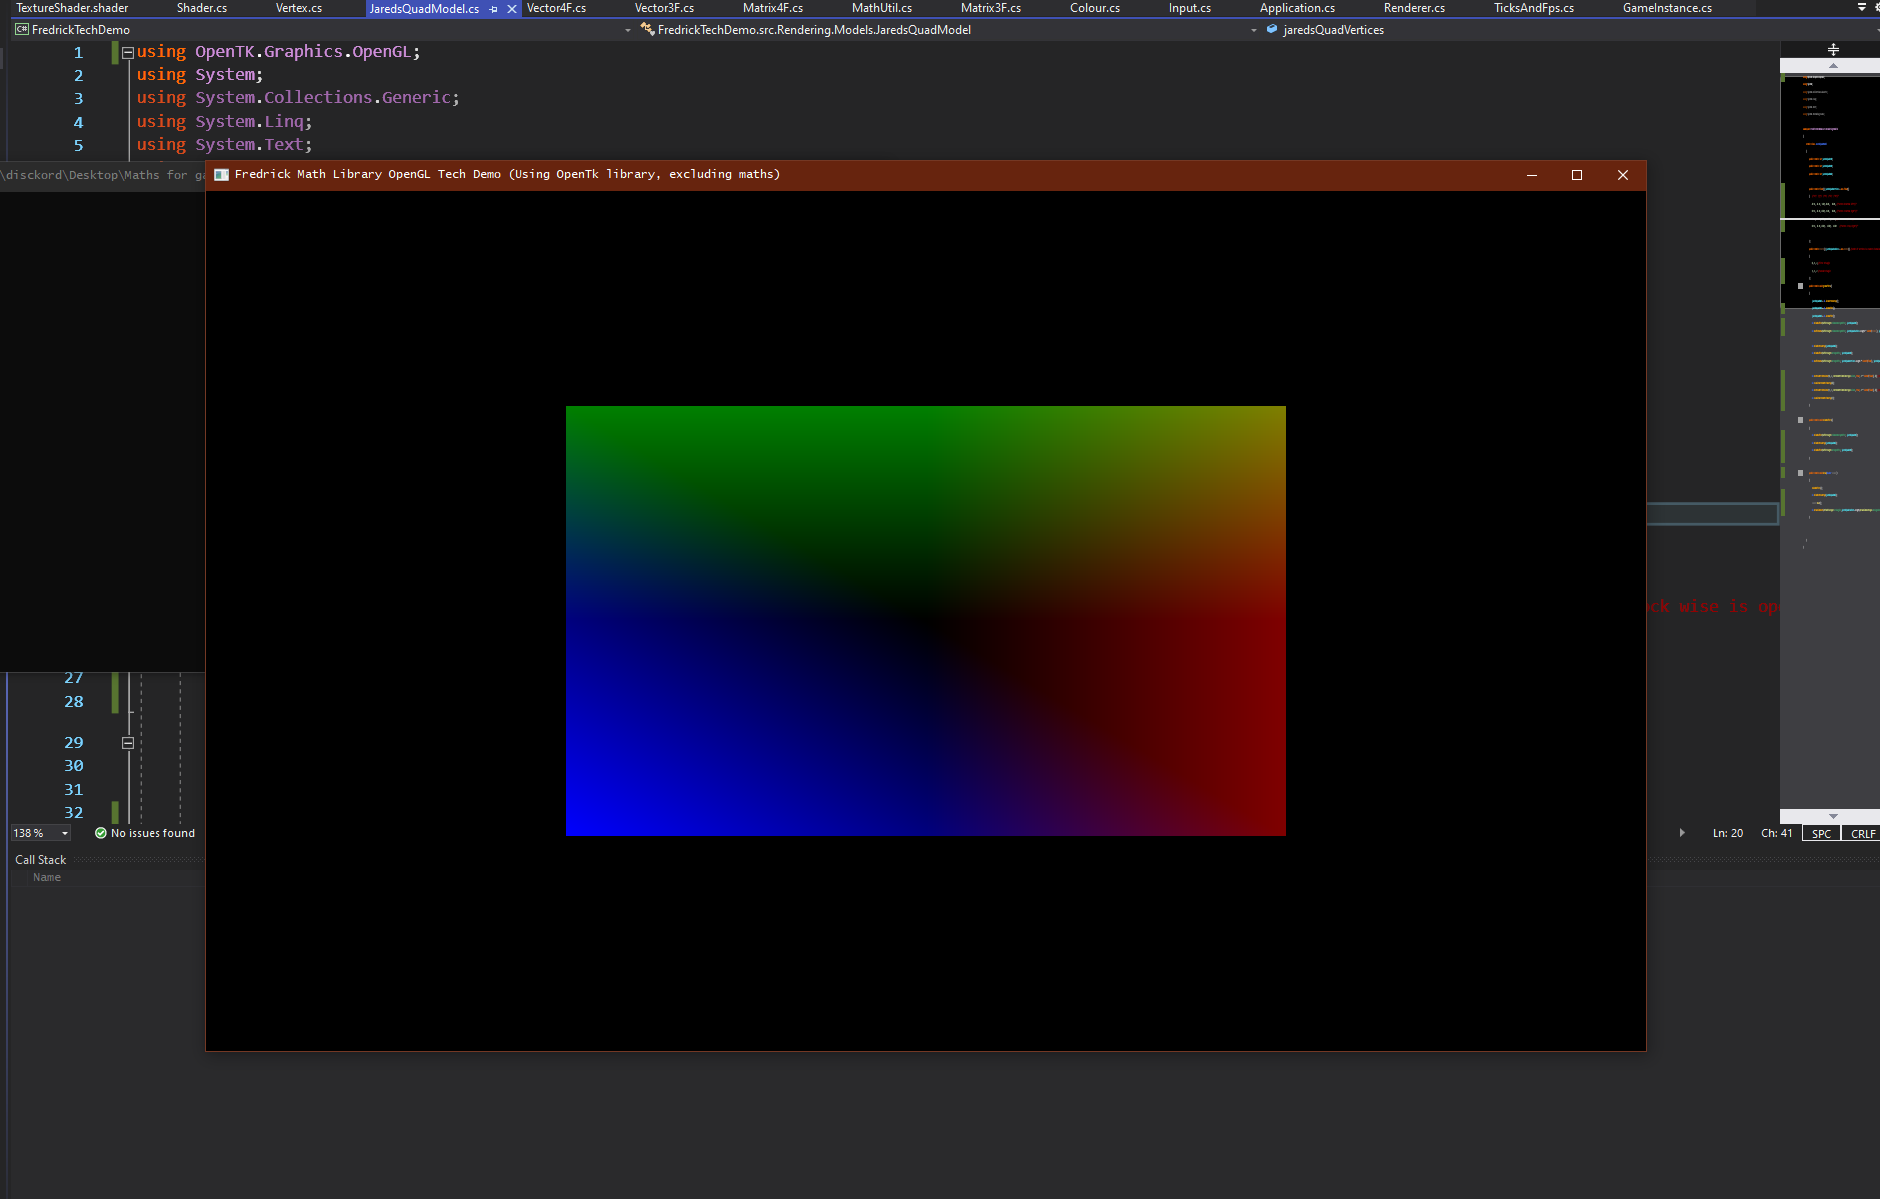 TextureShader.shader Shader.cs Vertex.cs JaredsQuadModel.cs Vector4F.cs Vector3F.cs Matrix4F.cs MathUtil.cs Matrix3F.cs Colour.cs Input.cs Application.cs Renderer.cs TicksAndFps.cs GameInstance.cs
C# FredrickTechDemo FredrickTechDemo.src.Rendering.Models.JaredsQuadModel jaredsQuadVertices
1 using OpenTK.Graphics.OpenGL;
2 using System;
3 using System.Collections.Generic;
4 using System.Linq;
5 using System.Text;
\disckord\Desktop\Maths for ga
Fredrick Math Library OpenGL Tech Demo (Using OpenTk library, excluding maths)
ock wise is op
27
28
29
30
31
32
138 % No issues found Ln: 20 Ch: 41 SPC CRLF
Call Stack
Name